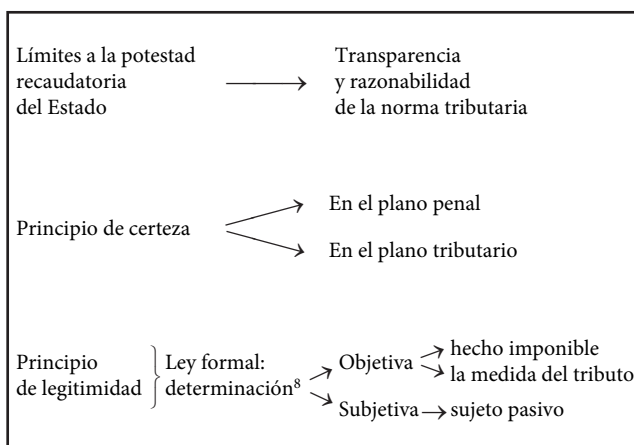 Límites a la potestad
recaudatoria
del Estado
Transparencia
y razonabilidad
de la norma tributaria
Principio de certeza
En el plano penal
En el plano tributario
Principio
de legitimidad
Ley formal:
determinación⁸
Objetiva
hecho imponible
la medida del tributo
Subjetiva
sujeto pasivo